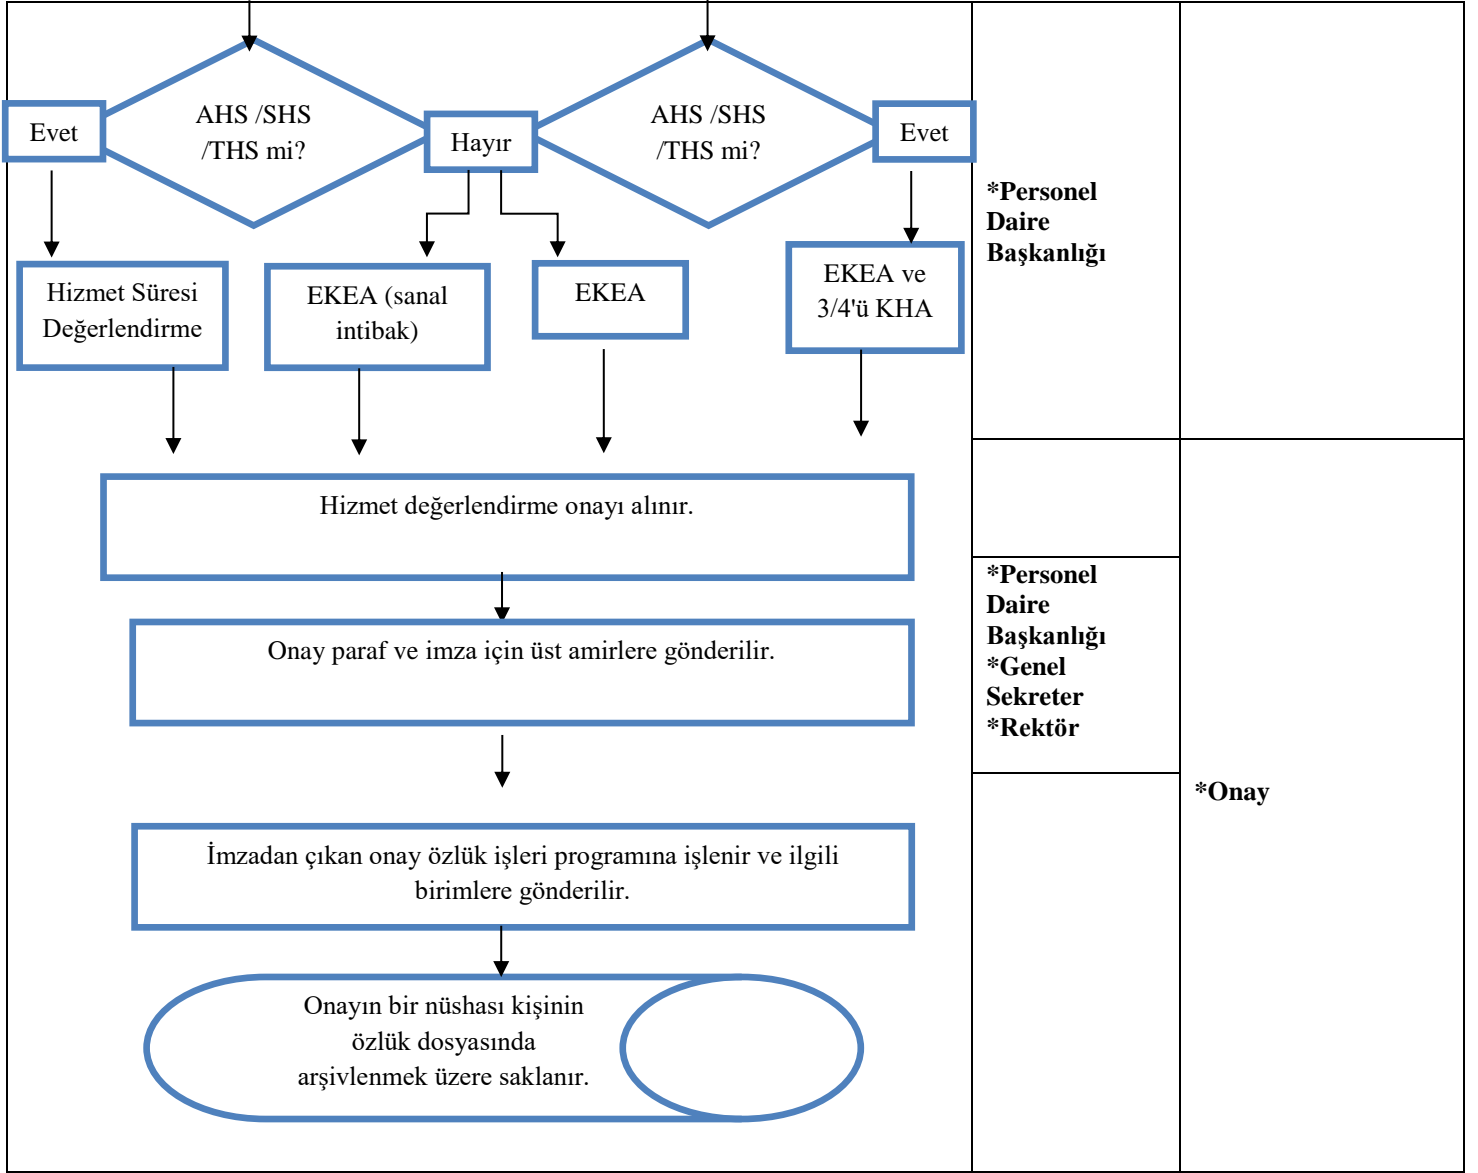 Evet
AHS /SHS
/THS mi?
Hayır
AHS /SHS
/THS mi?
Evet
Hizmet Süresi
Değerlendirme
EKEA (sanal
intibak)
EKEA
EKEA ve
3/4'ü KHA
*Personel
Daire
Başkanlığı
Hizmet değerlendirme onayı alınır.
Onay paraf ve imza için üst amirlere gönderilir.
*Personel
Daire
Başkanlığı
*Genel
Sekreter
*Rektör
*Onay
İmzadan çıkan onay özlük işleri programına işlenir ve ilgili
birimlere gönderilir.
Onayın bir nüshası kişinin
özlük dosyasında
arşivlenmek üzere saklanır.